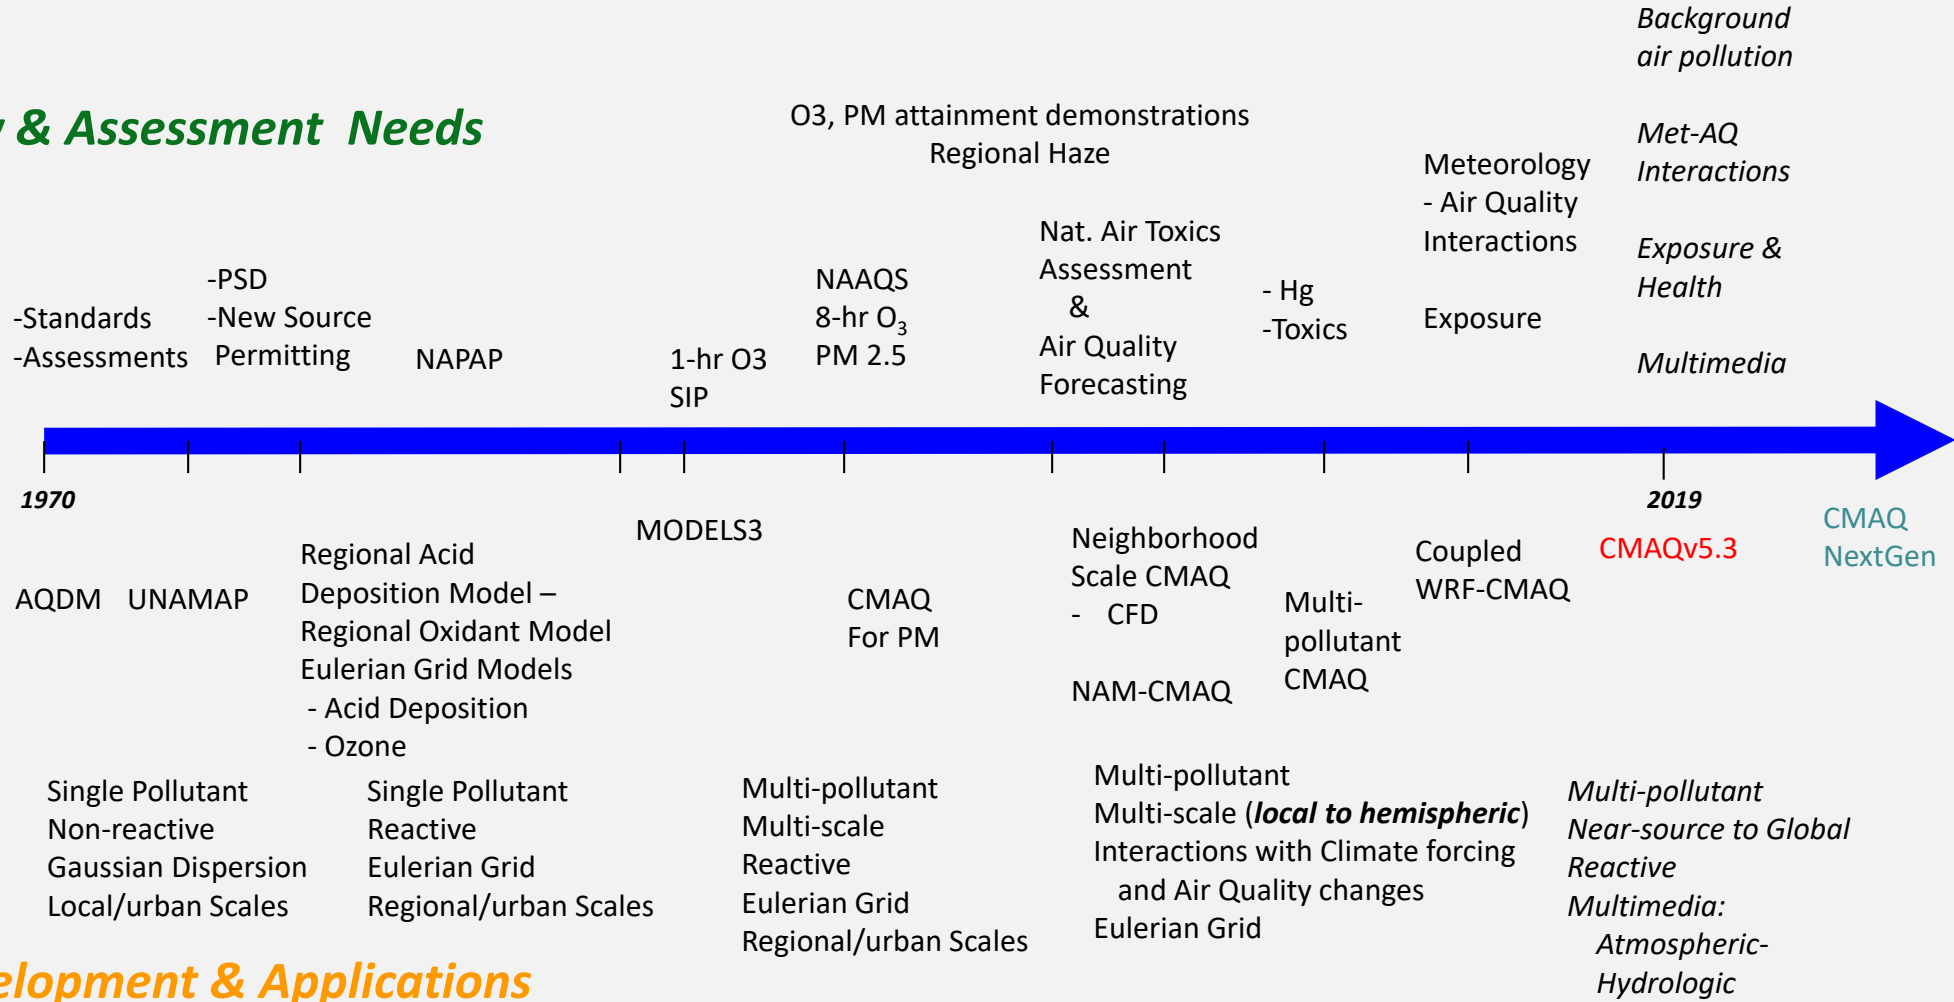 & Assessment  Needs
O3, PM attainment demonstrations
Regional Haze
Background
air pollution
Met-AQ
Interactions
Exposure &
Health
Multimedia
-Standards
-Assessments
-PSD
-New Source
Permitting
NAPAP
1-hr O3
SIP
NAAQS
8-hr O₃
PM 2.5
Nat. Air Toxics
Assessment
&
Air Quality
Forecasting
- Hg
-Toxics
Meteorology
- Air Quality
Interactions
Exposure
1970
2019
AQDM
UNAMAP
Regional Acid
Deposition Model –
Regional Oxidant Model
Eulerian Grid Models
- Acid Deposition
- Ozone
MODELS3
CMAQ
For PM
Neighborhood
Scale CMAQ
- CFD
NAM-CMAQ
Multi-
pollutant
CMAQ
Coupled
WRF-CMAQ
CMAQv5.3
CMAQ
NextGen
Single Pollutant
Non-reactive
Gaussian Dispersion
Local/urban Scales
Single Pollutant
Reactive
Eulerian Grid
Regional/urban Scales
Multi-pollutant
Multi-scale
Reactive
Eulerian Grid
Regional/urban Scales
Multi-pollutant
Multi-scale (local to hemispheric)
Interactions with Climate forcing
and Air Quality changes
Eulerian Grid
Multi-pollutant
Near-source to Global
Reactive
Multimedia:
Atmospheric-
Hydrologic
elopment & Applications